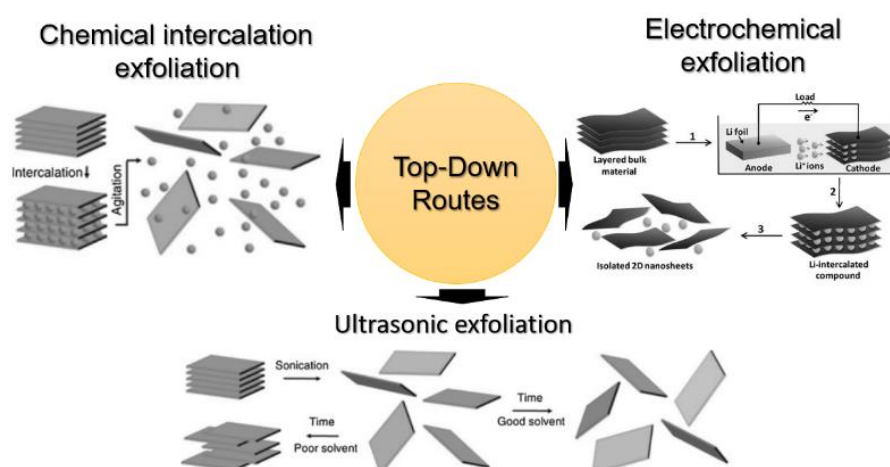 Chemical intercalation
exfoliation
Intercalation
Agitation
Top-Down
Routes
Electrochemical
exfoliation
Layered bulk
material
1
Load
e⁻
Li foil
Anode
Li⁺ions
Cathode
2
Li-intercalated
compound
3
Isolated 2D nanosheets
Ultrasonic exfoliation
Sonication
Time
Good solvent
Time
Poor solvent